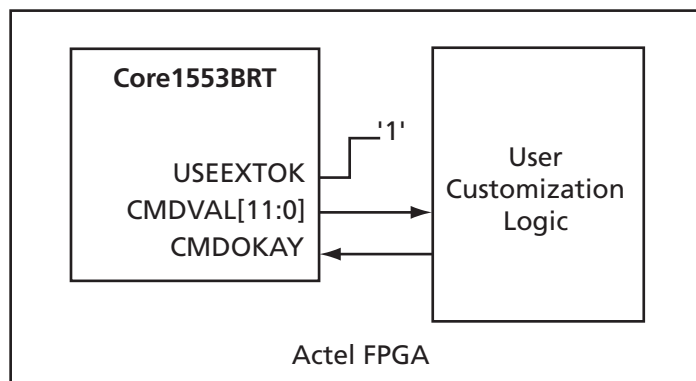 Core1553BRT
'1'
USEEXTOK
CMDVAL[11:0]
CMDOKAY
User
Customization
Logic
Actel FPGA